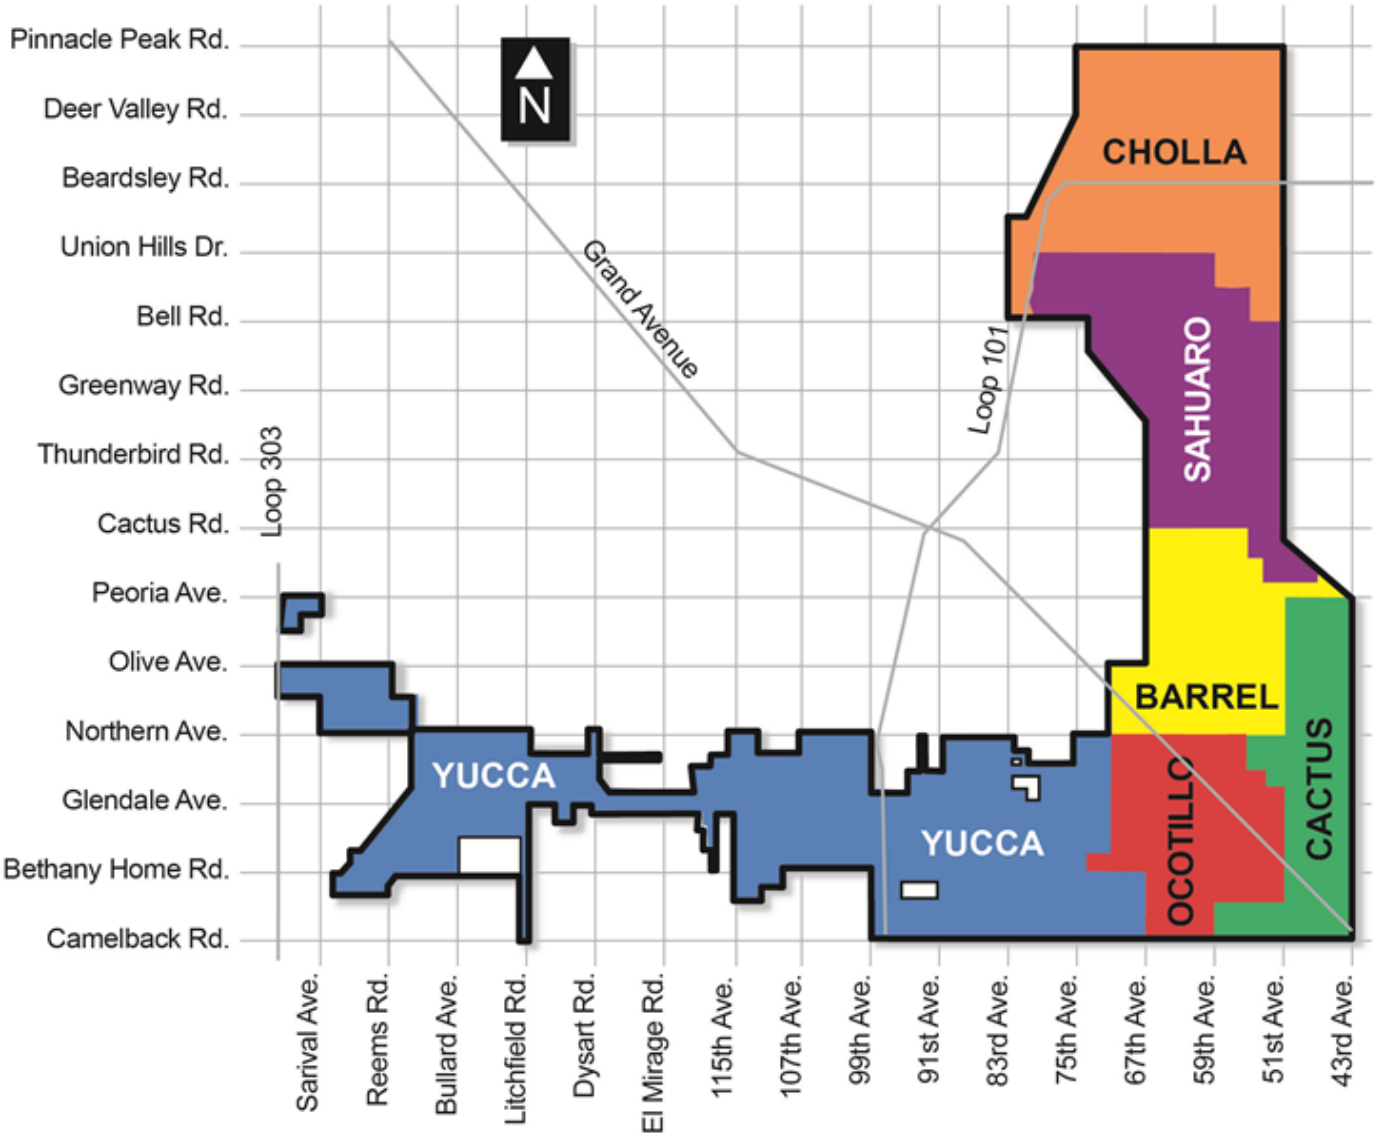 Pinnacle Peak Rd.
Deer Valley Rd.
Beardsley Rd.
Union Hills Dr.
Bell Rd.
Greenway Rd.
Thunderbird Rd.
Cactus Rd.
Peoria Ave.
Olive Ave.
Northern Ave.
Glendale Ave.
Bethany Home Rd.
Camelback Rd.
N
Loop 303
Grand Avenue
Loop 101
CHOLLA
SAHUARO
BARREL
YUCCA
YUCCA
OCOTILLO
CACTUS
Sarival Ave.
Reems Rd.
Bullard Ave.
Litchfield Rd.
Dysart Rd.
El Mirage Rd.
115th Ave.
107th Ave.
99th Ave.
91st Ave.
83rd Ave.
75th Ave.
67th Ave.
59th Ave.
51st Ave.
43rd Ave.